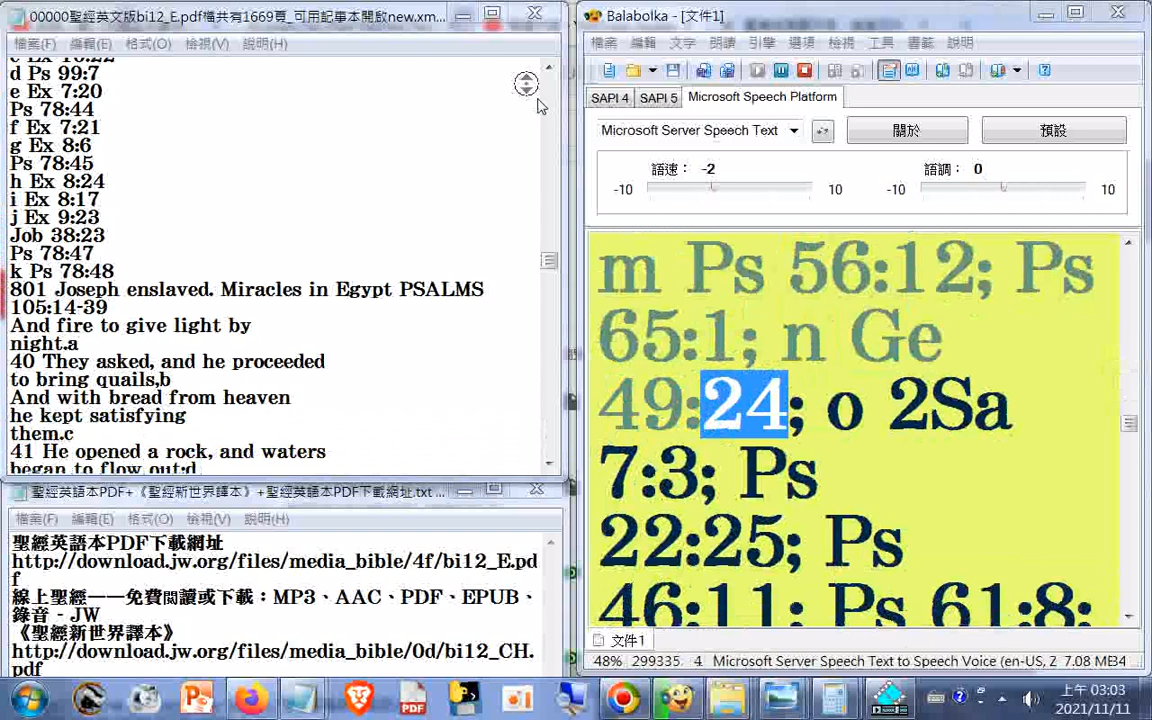 00000聖經英文版bi12_E.pdf檔共有1669頁_可用記事本開啟new.xm...
檔案(F) 編輯(E) 格式(O) 檢視(V) 說明(H)
d Ps 99:7
e Ex 7:20
Ps 78:44
f Ex 7:21
g Ex 8:6
Ps 78:45
h Ex 8:24
i Ex 8:17
j Ex 9:23
Job 38:23
Ps 78:47
k Ps 78:48
801 Joseph enslaved. Miracles in Egypt PSALMS
105:14-39
And fire to give light by
night.a
40 They asked, and he proceeded
to bring quails,b
And with bread from heaven
he kept satisfying
them.c
41 He opened a rock, and waters
began to flow out;d
聖經英語本PDF+《聖經新世界譯本》+聖經英語本PDF下載網址.txt ...
檔案(F) 編輯(E) 格式(O) 檢視(V) 說明(H)
聖經英語本PDF下載網址
http://download.jw.org/files/media_bible/4f/bi12_E.pd
f
線上聖經——免費閱讀或下載：MP3、AAC、PDF、EPUB、
錄音 - JW
《聖經新世界譯本》
http://download.jw.org/files/media_bible/0d/bi12_CH.
pdf
Balabolka - [文件1]
檔案 編輯 文字 朗讀 引擎 選項 檢視 工具 書籤 說明
SAPI 4 SAPI 5 Microsoft Speech Platform
Microsoft Server Speech Text 關於 預設
語速： -2 語調： 0
-10 10 -10 10
m Ps 56:12; Ps
65:1; n Ge
49:24; o 2Sa
7:3; Ps
22:25; Ps
46:11; Ps 61:8;
文件1
48% 299335 4 Microsoft Server Speech Text to Speech Voice (en-US, Z 7.08 MB34
PDF
上午 03:03
2021/11/11